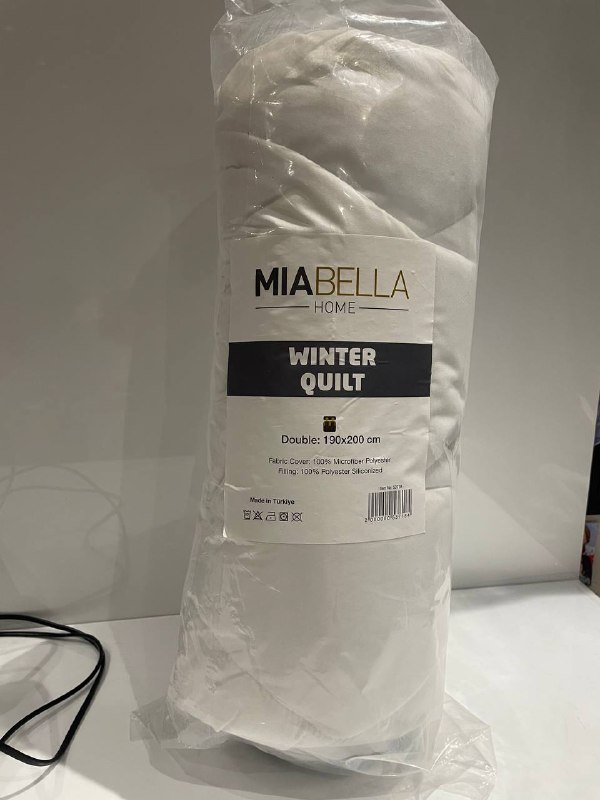 MIABELLA
HOME
WINTER
QUILT
Double: 190x200 cm
Fabric Cover: 100% Microfiber Polyester
Filling: 100% Polyester Siliconized
Made in Türkiye